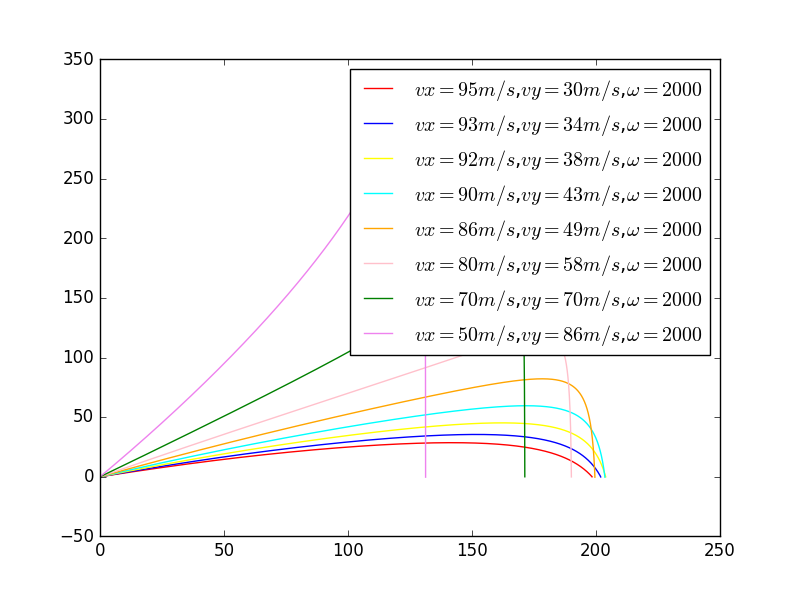 350
300
250
200
150
100
50
0
−50
0 50 100 150 200 250
vx = 95m/s,vy = 30m/s,ω = 2000
vx = 93m/s,vy = 34m/s,ω = 2000
vx = 92m/s,vy = 38m/s,ω = 2000
vx = 90m/s,vy = 43m/s,ω = 2000
vx = 86m/s,vy = 49m/s,ω = 2000
vx = 80m/s,vy = 58m/s,ω = 2000
vx = 70m/s,vy = 70m/s,ω = 2000
vx = 50m/s,vy = 86m/s,ω = 2000